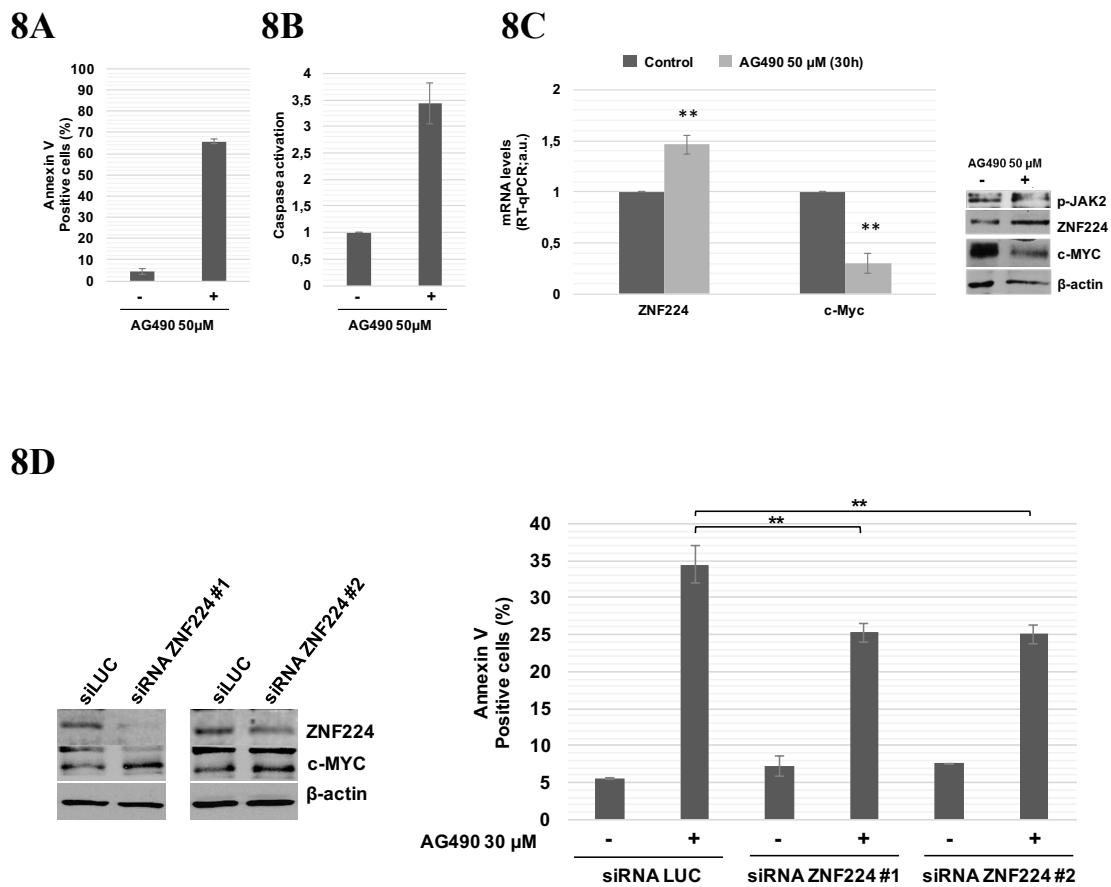 8A
100
90
80
70
60
50
40
30
20
10
0
Annexin V
Positive cells (%)
- +
AG490 50µM
8B
4
3,5
3
2,5
2
1,5
1
0,5
0
Caspase activation
- +
AG490 50µM
8C
Control AG490 50 µM (30h)
2
1,5
1
0,5
0
mRNA levels
(RT-qPCR;a.u.)
**
**
ZNF224 c-Myc
AG490 50 µM
- +
p-JAK2
ZNF224
c-MYC
β-actin
8D
siLUC
siRNA ZNF224 #1
siLUC
siRNA ZNF224 #2
ZNF224
c-MYC
β-actin
**
**
40
35
30
25
20
15
10
5
0
Annexin V
Positive cells (%)
AG490 30 µM - + - + - +
siRNA LUC siRNA ZNF224 #1 siRNA ZNF224 #2